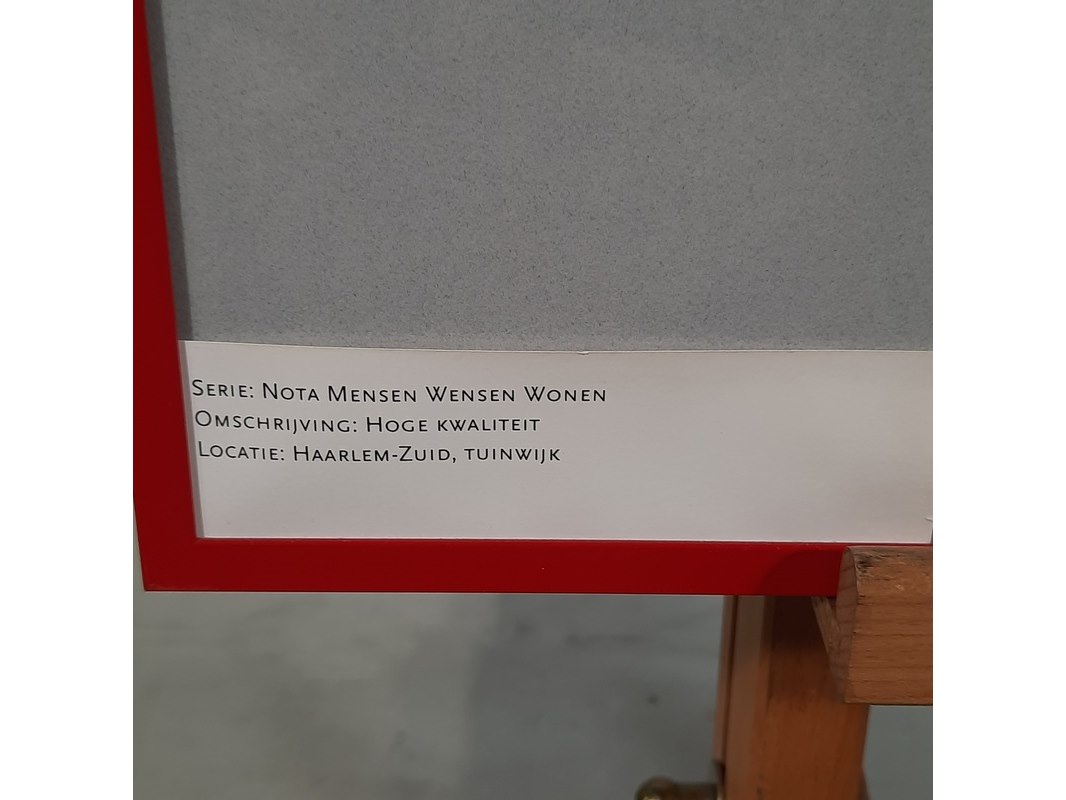 Serie: Nota Mensen Wensen Wonen
Omschrijving: Hoge kwaliteit
Locatie: Haarlem-Zuid, tuinwijk